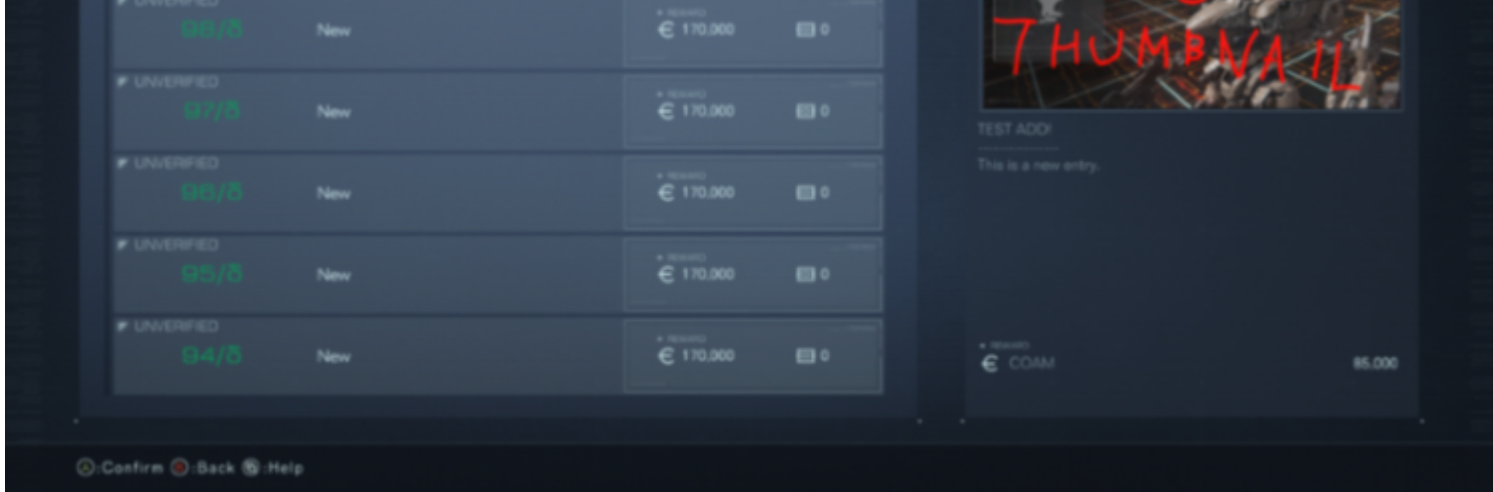 98/ð New REWARD 170,000 0
UNVERIFIED
97/ð New REWARD 170,000 0
UNVERIFIED
96/ð New REWARD 170,000 0
UNVERIFIED
95/ð New REWARD 170,000 0
UNVERIFIED
94/ð New REWARD 170,000 0
THUMBNAIL
TEST ADD!
This is a new entry.
REWARD
COAM 85,000
A:Confirm B:Back :Help